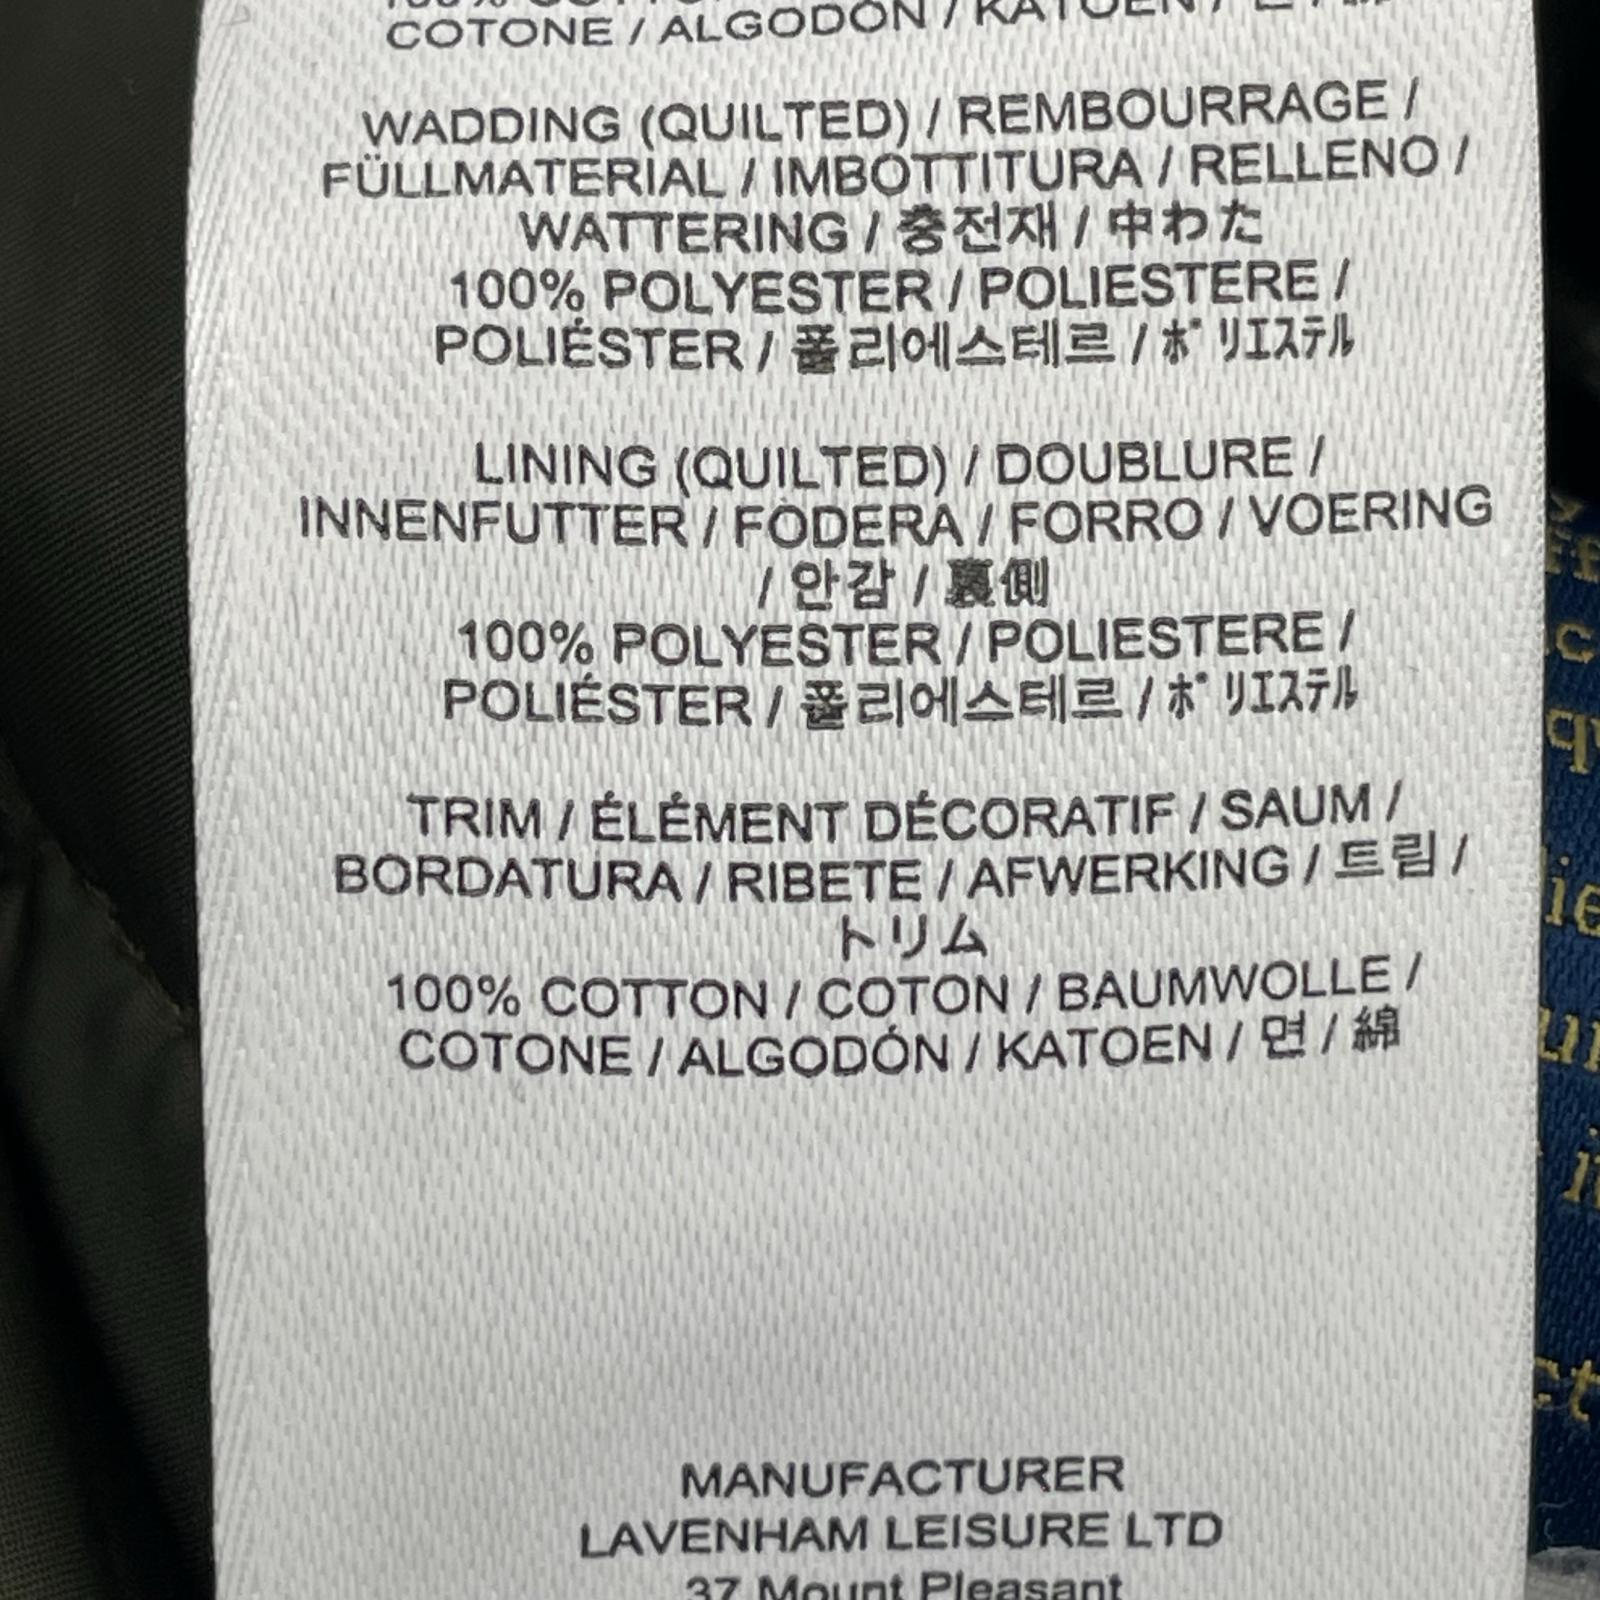 COTONE / ALGODÓN / KATOEN /
WADDING (QUILTED) / REMBOURRAGE /
FÜLLMATERIAL / IMBOTTITURA / RELLENO /
WATTERING / 충전재 / 中わた
100% POLYESTER / POLIESTERE /
POLIÉSTER / 폴리에스테르 / ﾎﾟﾘｴｽﾃﾙ
LINING (QUILTED) / DOUBLURE /
INNENFUTTER / FODERA / FORRO / VOERING
/ 안감 / 裏側
100% POLYESTER / POLIESTERE /
POLIÉSTER / 폴리에스테르 / ﾎﾟﾘｴｽﾃﾙ
TRIM / ÉLÉMENT DÉCORATIF / SAUM /
BORDATURA / RIBETE / AFWERKING / 트림 /
トリム
100% COTTON / COTON / BAUMWOLLE /
COTONE / ALGODÓN / KATOEN / 면 / 綿
MANUFACTURER
LAVENHAM LEISURE LTD
37 Mount Pleasant